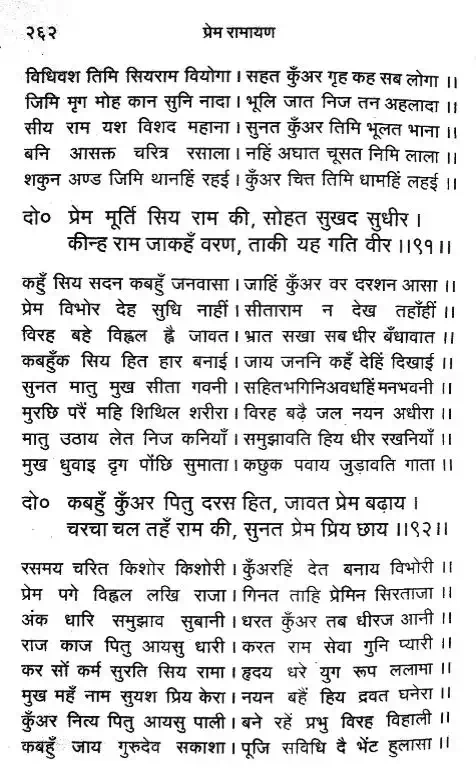 २६२
प्रेम रामायण
विधिवश तिमि सियराम वियोगा । सहत कुँअर गृह कह सब लोगा ।।
जिमि मृग मोह कान सुनि नादा । भूलि जात निज तन अहलादा ।।
सीय राम यश विशद महाना । सुनत कुँअर तिमि भूलत भाना ।।
बनि आसक्त चरित्र रसाला । नहिं अघात चूसत निमि लाला ।।
शकुन अण्ड जिमि थानहिं रहई । कुँअर चित्त तिमि धामहिं लहई ।।
दो० प्रेम मूर्ति सिय राम की, सोहत सुखद सुधीर ।
कीन्ह राम जाकहँ वरण, ताकी यह गति वीर ।।९१।।
कहुँ सिय सदन कबहुँ जनवासा । जाहिं कुँअर वर दरशन आसा ।।
प्रेम विभोर देह सुधि नाहीं । सीताराम न देख तहाँहीं ।।
विरह बहे विह्वल ह्वै जावत । भ्रात सखा सब धीर बँधावात ।।
कबहुँक सिय हित हार बनाई । जाय जननि कहँ देहिं दिखाई ।।
सुनत मातु मुख सीता गवनी । सहितभगिनिअवधहिंमनभवनी ।।
मुरछि परैं महि शिथिल शरीरा । विरह बढ़ै जल नयन अधीरा ।।
मातु उठाय लेत निज कनियाँ । समुझावति हिय धीर रखनियाँ ।।
मुख धुवाइ दृग पोंछि सुमाता । कछुक पवाय जुड़ावति गाता ।।
दो० कबहुँ कुँअर पितु दरस हित, जावत प्रेम बढ़ाय ।
चरचा चल तहँ राम की, सुनत प्रेम प्रिय छाय ।।९२।।
रसमय चरित किशोर किशोरी । कुँअरहिं देत बनाय विभोरी ।।
प्रेम पगे विह्वल लखि राजा । गिनत ताहि प्रेमिन सिरताजा ।।
अंक धारि समुझाव सुबानी । धरत कुँअर तब धीरज आनी ।।
राज काज पितु आयसु धारी । करत राम सेवा गुनि प्यारी ।।
कर सों कर्म सुरति सिय रामा । हृदय धरे युग रूप ललामा ।।
मुख महँ नाम सुयश प्रिय केरा । नयन बहैं हिय द्रवत घनेरा ।।
कुँअर नित्य पितु आयसु पाली । बने रहें प्रभु विरह विहाली ।।
कबहुँ जाय गुरुदेव सकाशा । पूजि सविधि दै भेंट हुलासा ।।